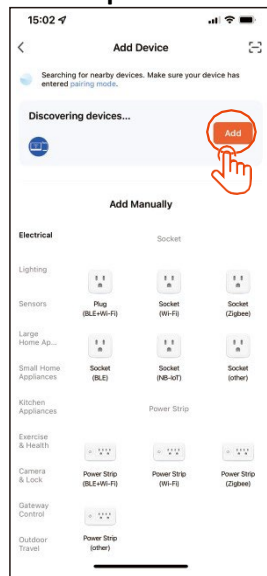 15:02
Add Device
Searching for nearby devices. Make sure your device has
entered pairing mode.
Discovering devices...
Add
Add Manually
Electrical
Socket
Lighting
Sensors
Plug
(BLE+Wi-Fi)
Socket
(Wi-Fi)
Socket
(Zigbee)
Large
Home Ap...
Small Home
Appliances
Socket
(BLE)
Socket
(NB-IoT)
Socket
(other)
Kitchen
Appliances
Power Strip
Exercise
& Health
Camera
& Lock
Power Strip
(BLE+Wi-Fi)
Power Strip
(Wi-Fi)
Power Strip
(Zigbee)
Gateway
Control
Outdoor
Travel
Power Strip
(other)